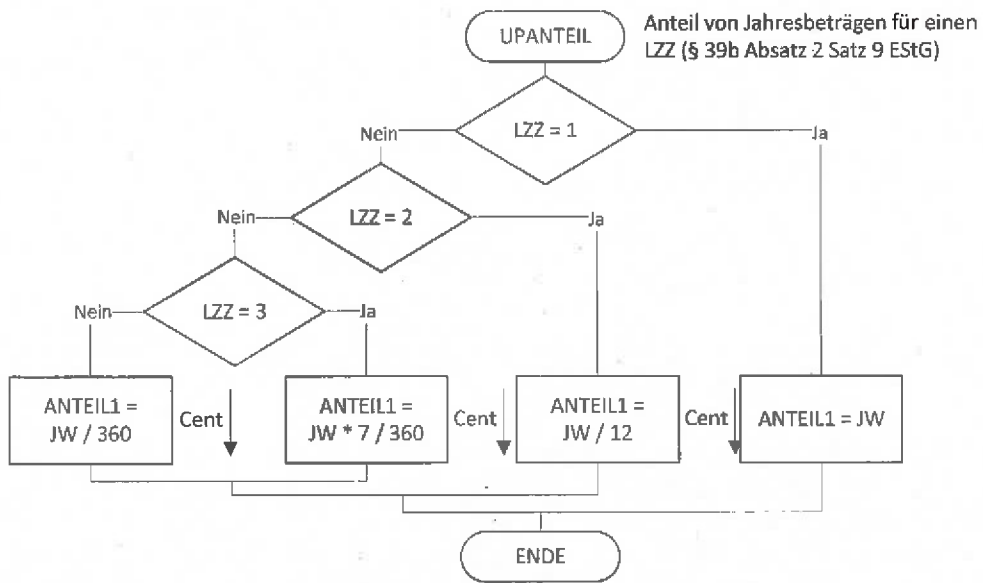 UPANTEIL
Anteil von Jahresbeträgen für einen
LZZ (§ 39b Absatz 2 Satz 9 EStG)
LZZ = 1
Nein
Ja
LZZ = 2
Nein
Ja
LZZ = 3
Nein
Ja
ANTEIL1 =
JW / 360
Cent
ANTEIL1 =
JW * 7 / 360
Cent
ANTEIL1 =
JW / 12
Cent
ANTEIL1 = JW
ENDE